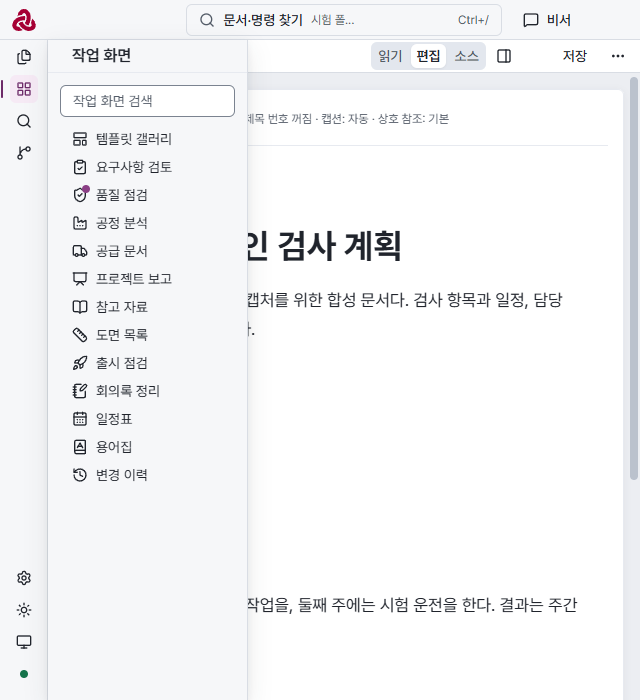 문서·명령 찾기 시험 폴... Ctrl+/ 비서
작업 화면
읽기 편집 소스 저장
작업 화면 검색
템플릿 갤러리
요구사항 검토
품질 점검
공정 분석
공급 문서
프로젝트 보고
참고 자료
도면 목록
출시 점검
회의록 정리
일정표
용어집
변경 이력
제목 번호 꺼짐 · 캡션: 자동 · 상호 참조: 기본
인 검사 계획
캡처를 위한 합성 문서다. 검사 항목과 일정, 담당
작업을, 둘째 주에는 시험 운전을 한다. 결과는 주간